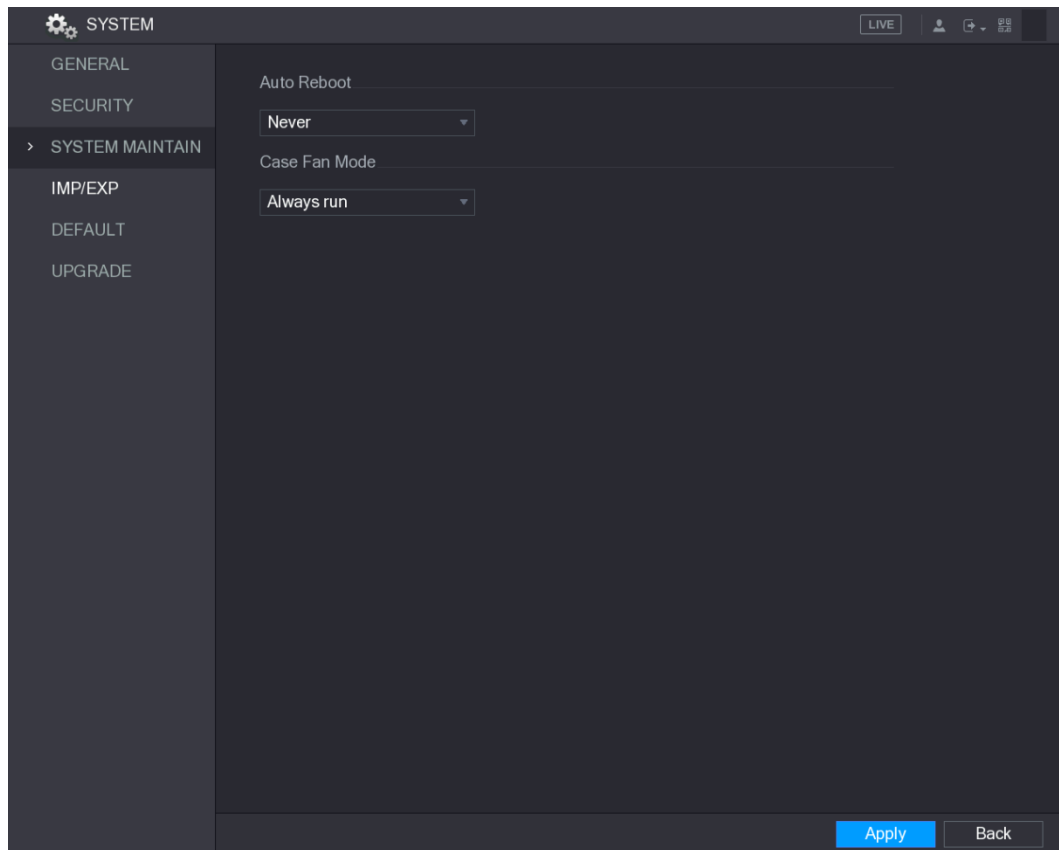 SYSTEM
LIVE
GENERAL
SECURITY
SYSTEM MAINTAIN
IMP/EXP
DEFAULT
UPGRADE
Auto Reboot
Never
Case Fan Mode
Always run
Apply
Back